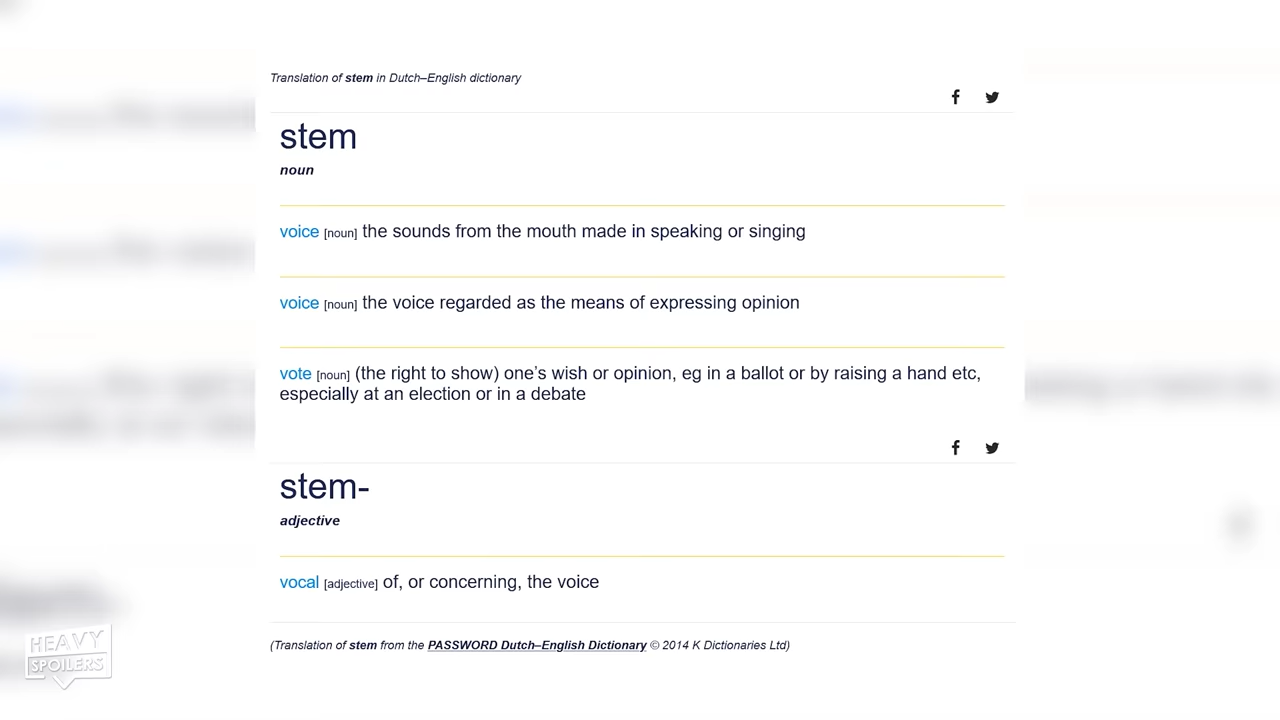 Translation of stem in Dutch–English dictionary
stem
noun
voice [noun] the sounds from the mouth made in speaking or singing
voice [noun] the voice regarded as the means of expressing opinion
vote [noun] (the right to show) one's wish or opinion, eg in a ballot or by raising a hand etc,
especially at an election or in a debate
stem-
adjective
vocal [adjective] of, or concerning, the voice
(Translation of stem from the PASSWORD Dutch–English Dictionary © 2014 K Dictionaries Ltd)
HEAVY
SPOILERS